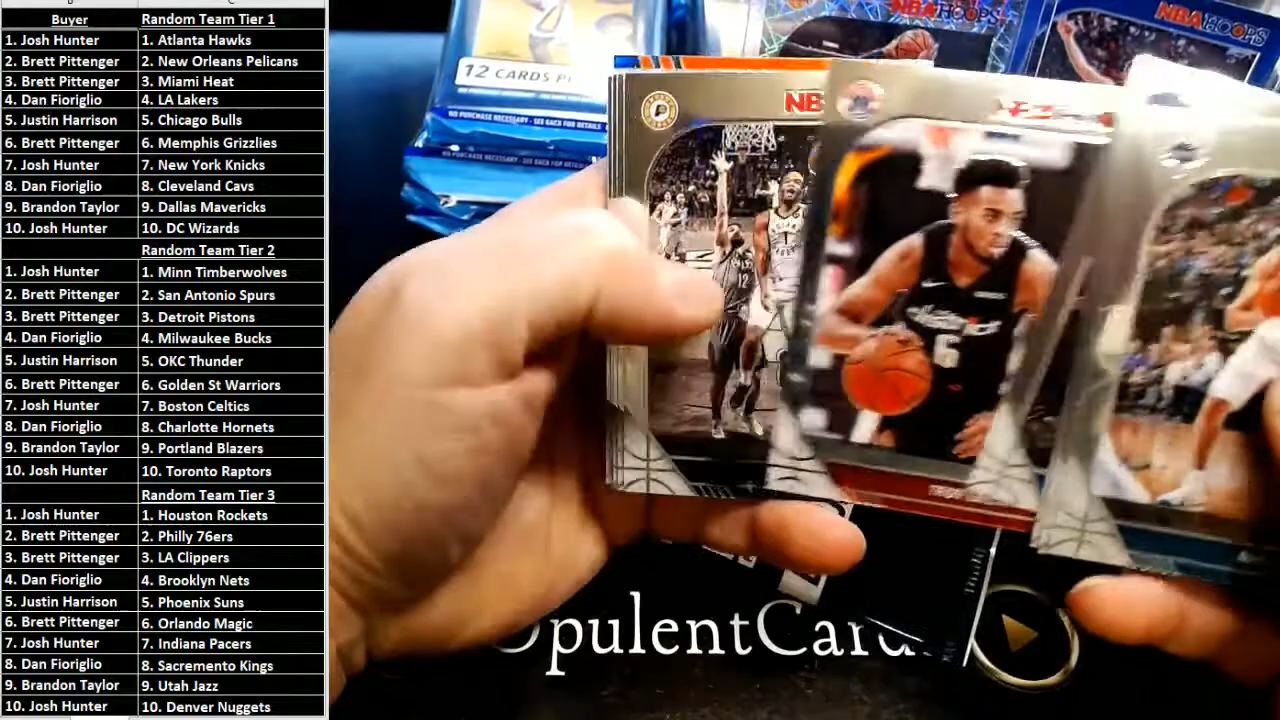 Buyer Random Team Tier 1
1. Josh Hunter 1. Atlanta Hawks
2. Brett Pittenger 2. New Orleans Pelicans
3. Brett Pittenger 3. Miami Heat
4. Dan Fioriglio 4. LA Lakers
5. Justin Harrison 5. Chicago Bulls
6. Brett Pittenger 6. Memphis Grizzlies
7. Josh Hunter 7. New York Knicks
8. Dan Fioriglio 8. Cleveland Cavs
9. Brandon Taylor 9. Dallas Mavericks
10. Josh Hunter 10. DC Wizards
Random Team Tier 2
1. Josh Hunter 1. Minn Timberwolves
2. Brett Pittenger 2. San Antonio Spurs
3. Brett Pittenger 3. Detroit Pistons
4. Dan Fioriglio 4. Milwaukee Bucks
5. Justin Harrison 5. OKC Thunder
6. Brett Pittenger 6. Golden St Warriors
7. Josh Hunter 7. Boston Celtics
8. Dan Fioriglio 8. Charlotte Hornets
9. Brandon Taylor 9. Portland Blazers
10. Josh Hunter 10. Toronto Raptors
Random Team Tier 3
1. Josh Hunter 1. Houston Rockets
2. Brett Pittenger 2. Philly 76ers
3. Brett Pittenger 3. LA Clippers
4. Dan Fioriglio 4. Brooklyn Nets
5. Justin Harrison 5. Phoenix Suns
6. Brett Pittenger 6. Orlando Magic
7. Josh Hunter 7. Indiana Pacers
8. Dan Fioriglio 8. Sacremento Kings
9. Brandon Taylor 9. Utah Jazz
10. Josh Hunter 10. Denver Nuggets
12 CARDS P
NO PURCHASE NECESSARY - SEE BACK FOR DETAILS
NO PURCHASE NECESSARY - SEE BACK FOR
NBA HOOPS
NBA HOOPS
NB
12
1
OpulentCard